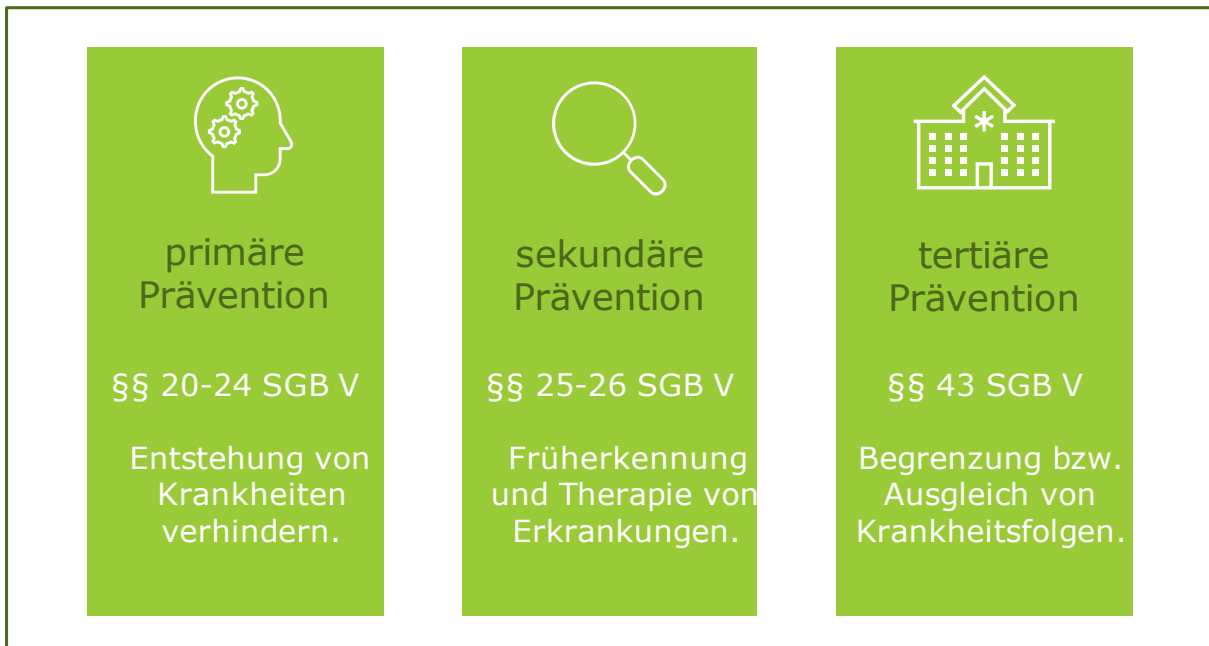 primäre
Prävention
§§ 20-24 SGB V
Entstehung von
Krankheiten
verhindern.
sekundäre
Prävention
§§ 25-26 SGB V
Früherkennung
und Therapie von
Erkrankungen.
tertiäre
Prävention
§§ 43 SGB V
Begrenzung bzw.
Ausgleich von
Krankheitsfolgen.